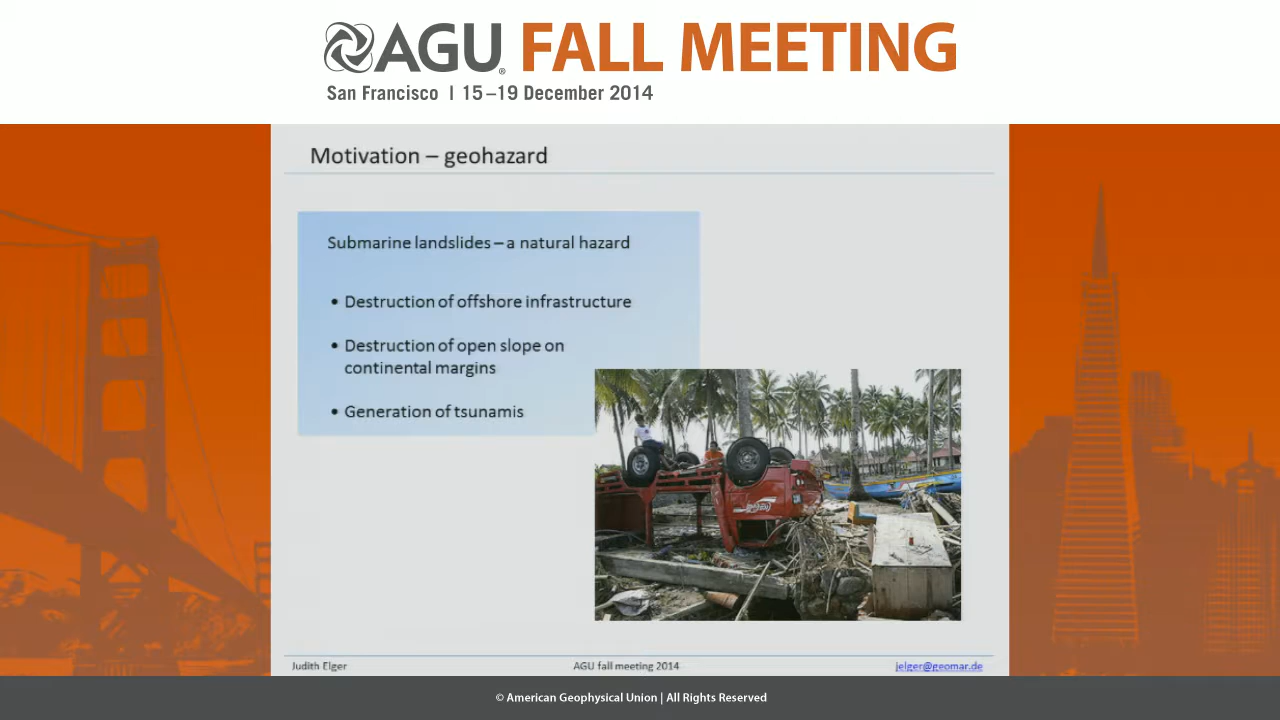 AGU FALL MEETING
San Francisco | 15–19 December 2014
Motivation – geohazard
Submarine landslides – a natural hazard
• Destruction of offshore infrastructure
• Destruction of open slope on
continental margins
• Generation of tsunamis
Judith Elger
AGU fall meeting 2014
jelger@geomar.de
© American Geophysical Union | All Rights Reserved